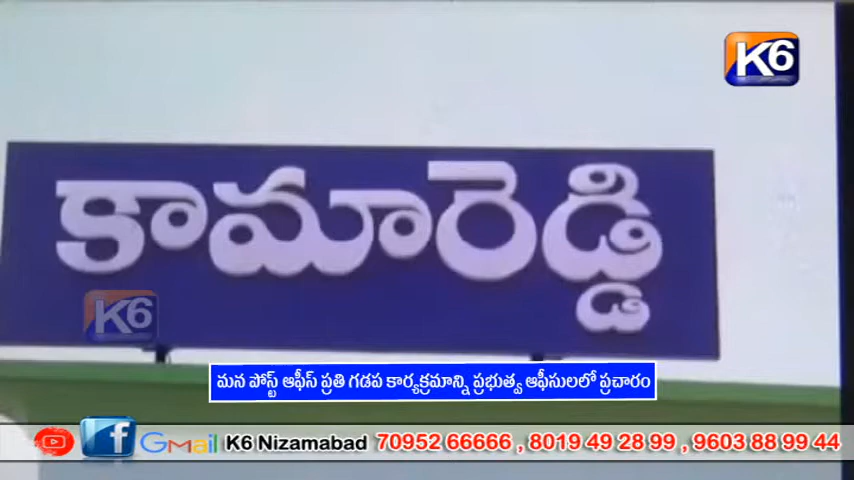 K6
కామారెడ్డి
K6
మన పోస్ట్ ఆఫీస్ ప్రతి గడప కార్యక్రమాన్ని ప్రభుత్వ ఆఫీసులలో ప్రచారం
f Gmail K6 Nizamabad 70952 66666 , 8019 49 28 99 , 9603 88 99 44